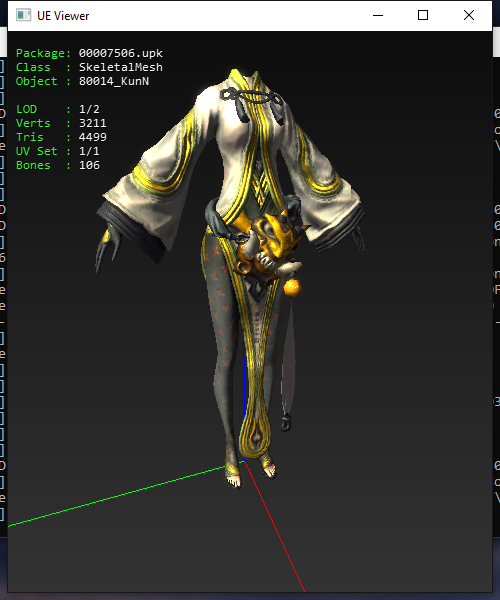 UE Viewer
Package: 00007506.upk
Class  : SkeletalMesh
Object : 80014_KunN
LOD    : 1/2
Verts  : 3211
Tris   : 4499
UV Set : 1/1
Bones  : 106